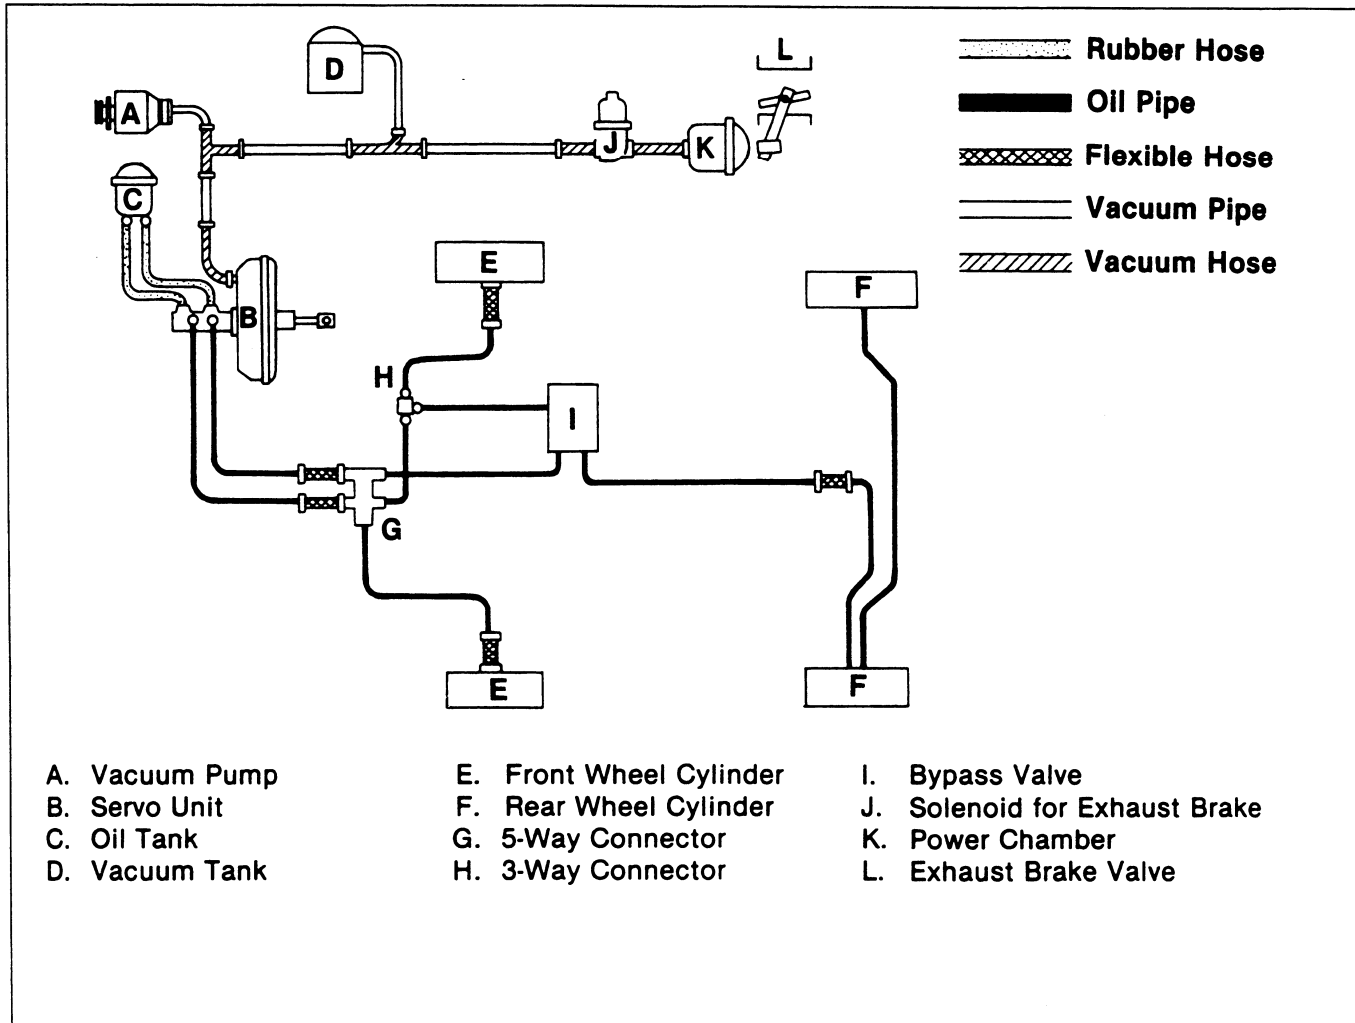 D
L
A
J
K
C
B
E
F
H
I
G
E
F
Rubber Hose
Oil Pipe
Flexible Hose
Vacuum Pipe
Vacuum Hose
A. Vacuum Pump
B. Servo Unit
C. Oil Tank
D. Vacuum Tank
E. Front Wheel Cylinder
F. Rear Wheel Cylinder
G. 5-Way Connector
H. 3-Way Connector
I. Bypass Valve
J. Solenoid for Exhaust Brake
K. Power Chamber
L. Exhaust Brake Valve